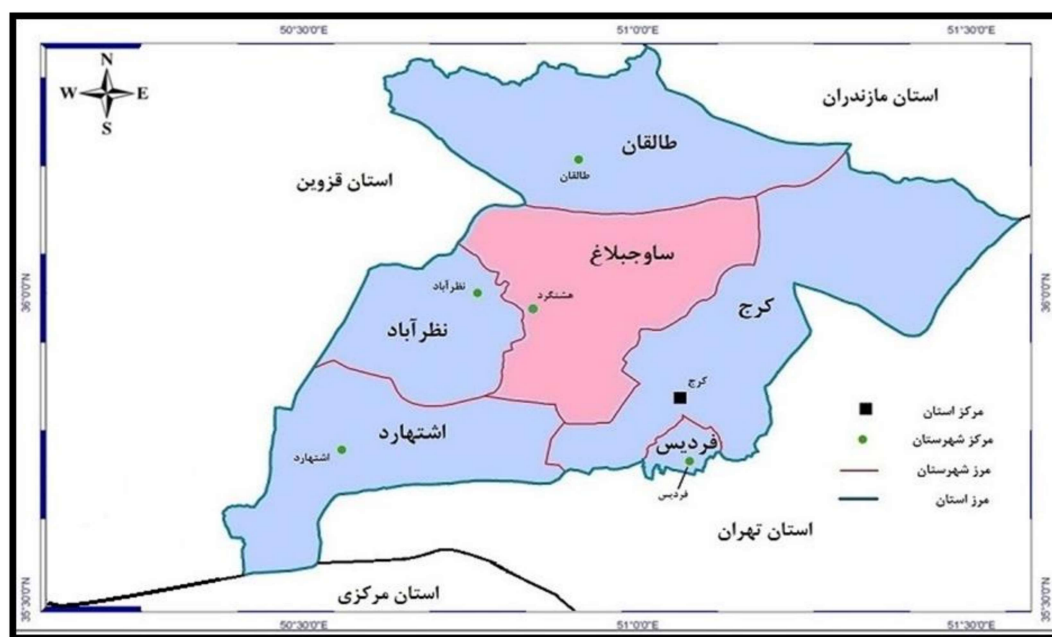 50°30'0"E
51°0'0"E
51°30'0"E
N
W
E
S
استان مازندران
طالقان
طالقان
استان قزوین
ساوجبلاغ
نظرآباد
هشتگرد
کرج
نظرآباد
36°0'0"N
36°0'0"N
کرج
مرکز استان
اشتهارد
فردیس
مرکز شهرستان
اشتهارد
مرز شهرستان
فردیس
مرز استان
استان تهران
استان مرکزی
35°30'0"N
35°30'0"N
50°30'0"E
51°0'0"E
51°30'0"E